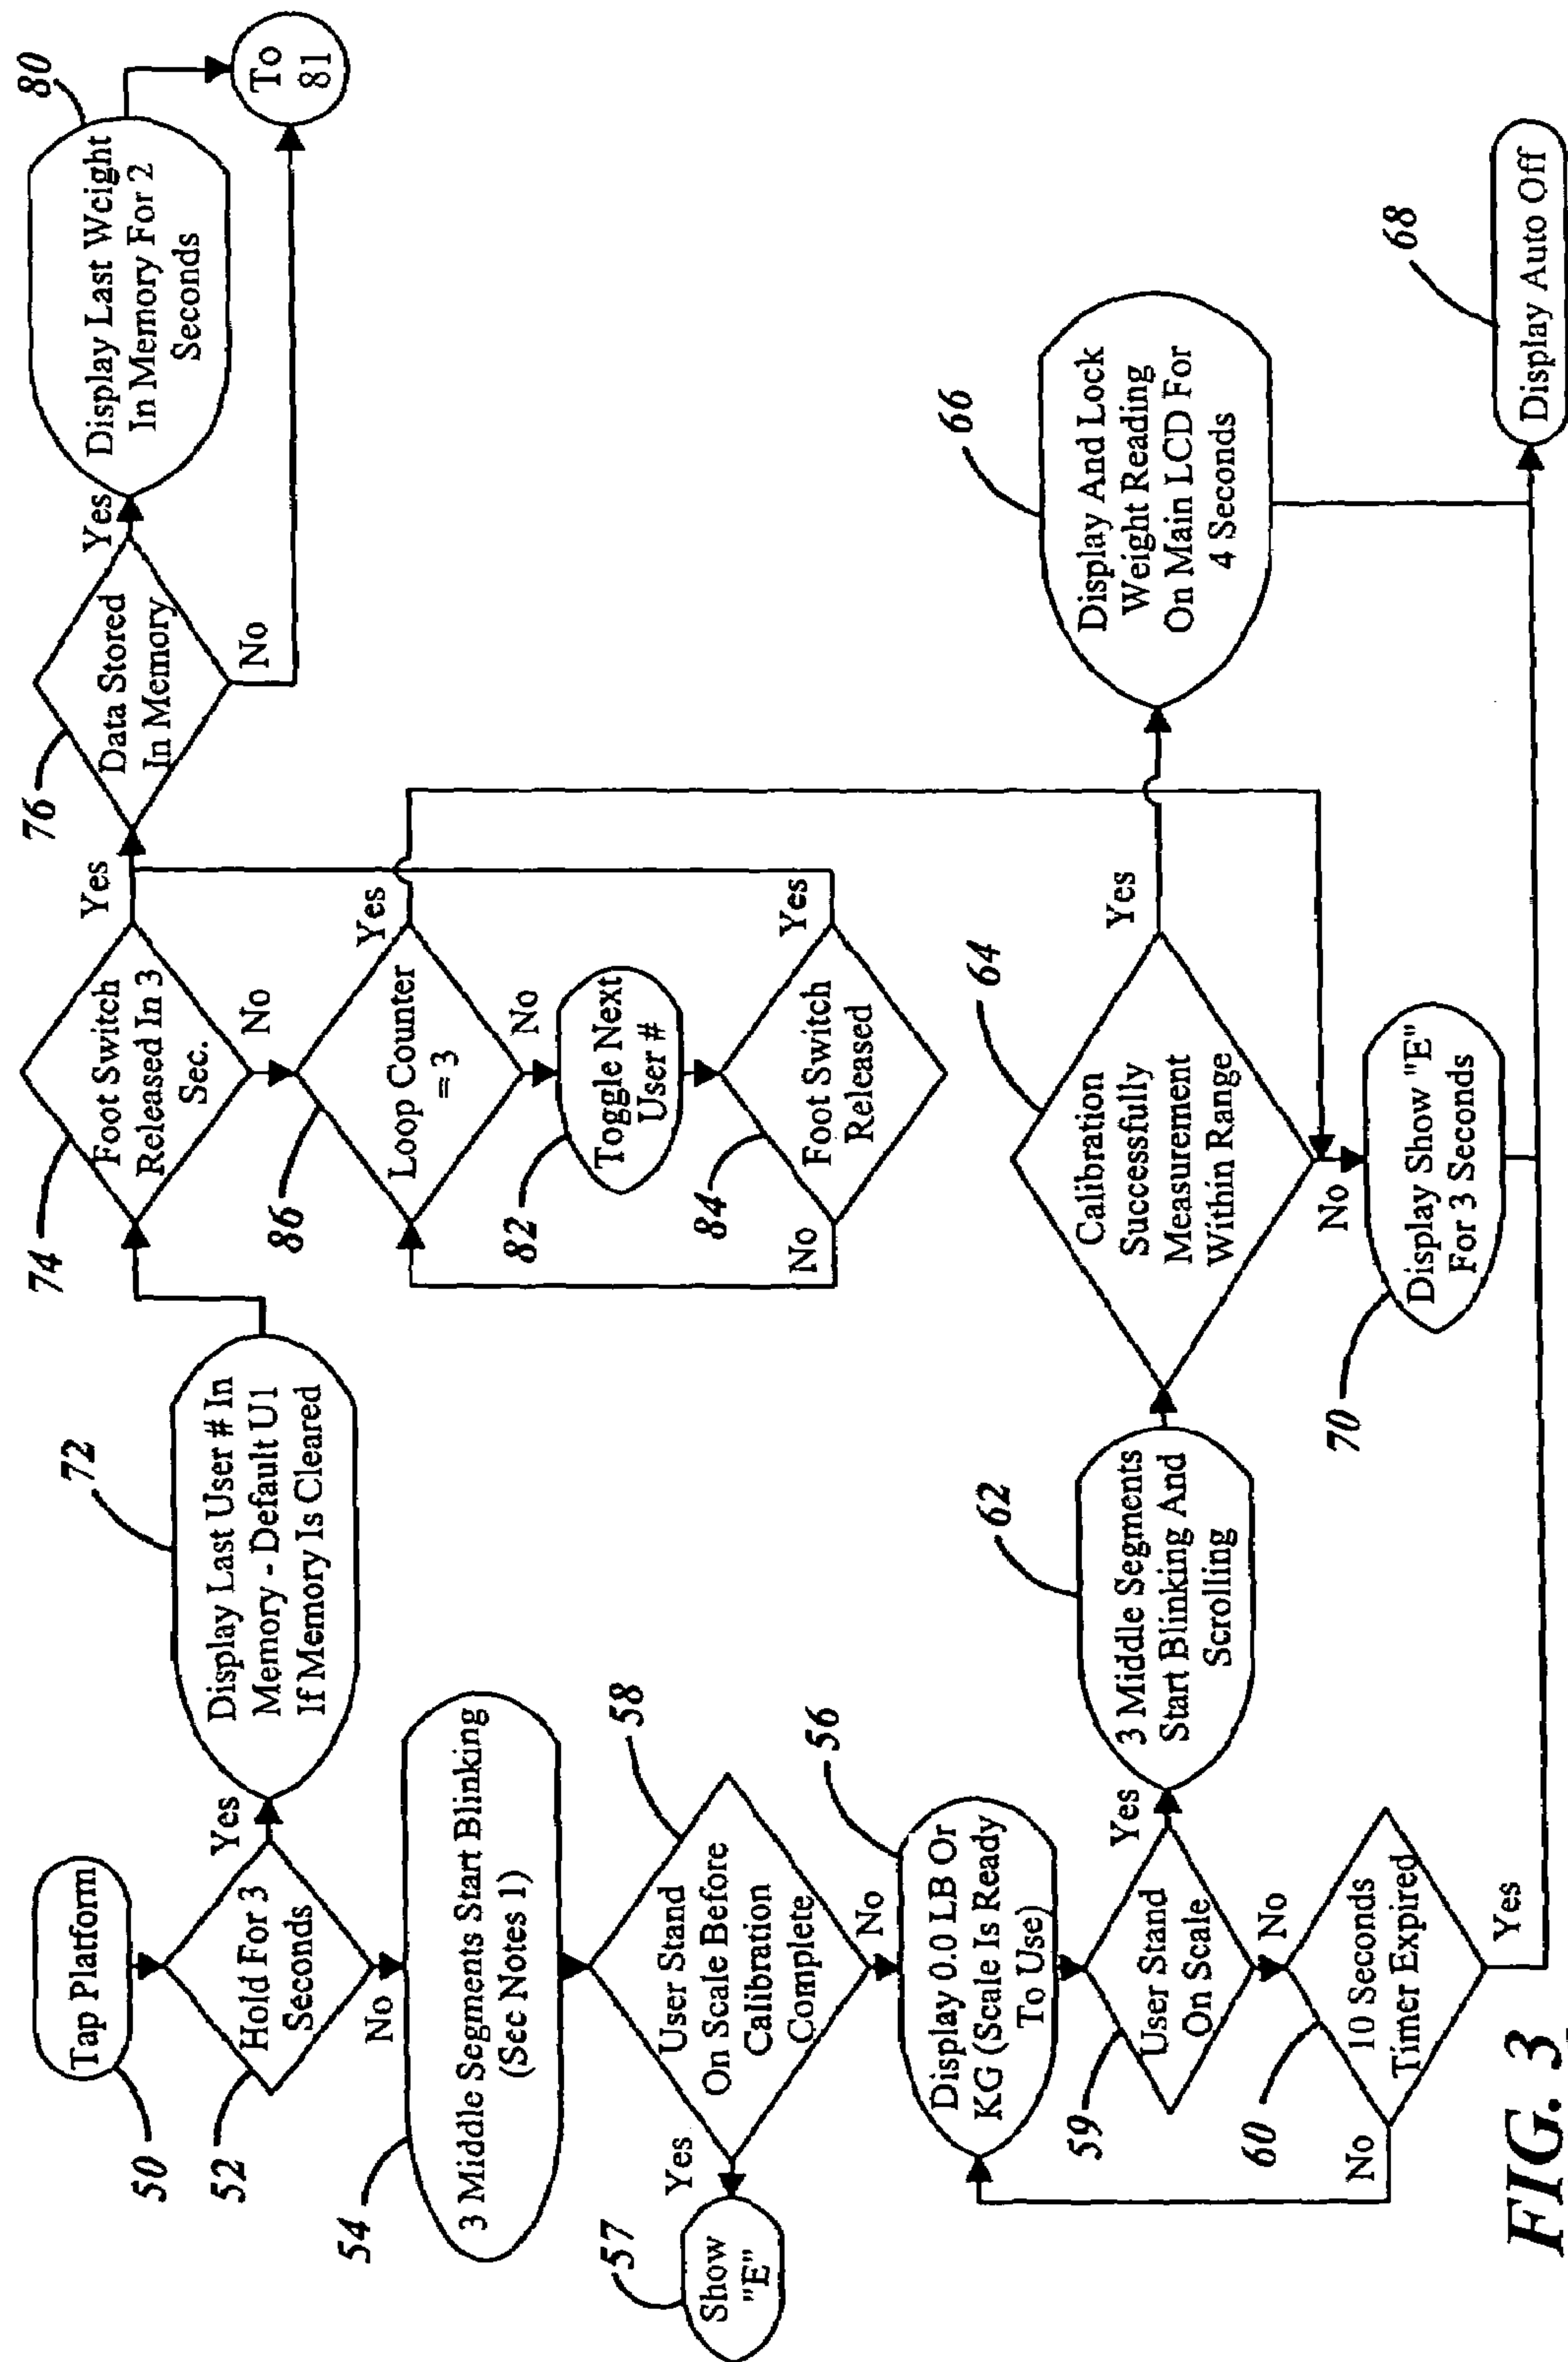 50
Tap Platform
52
Hold For 3
Seconds
Yes
No
72
Display Last User # In
Memory - Default U1
If Memory Is Cleared
74
Foot Switch
Released In 3
Sec.
Yes
No
76
Data Stored
In Memory
Yes
No
80
Display Last Weight
In Memory For 2
Seconds
To
81
86
Loop Counter
= 3
Yes
No
82
Toggle Next
User #
84
Foot Switch
Released
Yes
No
54
3 Middle Segments Start Blinking
(Sec Notes 1)
58
User Stand
On Scale Before
Calibration
Complete
Yes
No
57
Show
"E"
56
Display 0.0 LB Or
KG (Scale Is Ready
To Use)
59
User Stand
On Scale
Yes
No
60
10 Seconds
Timer Expired
No
Yes
62
3 Middle Segments
Start Blinking And
Scrolling
64
Calibration
Successfully
Measurement
Within Range
Yes
No
66
Display And Lock
Weight Reading
On Main LCD For
4 Seconds
70
Display Show "E"
For 3 Seconds
68
Display Auto Off
FIG. 3